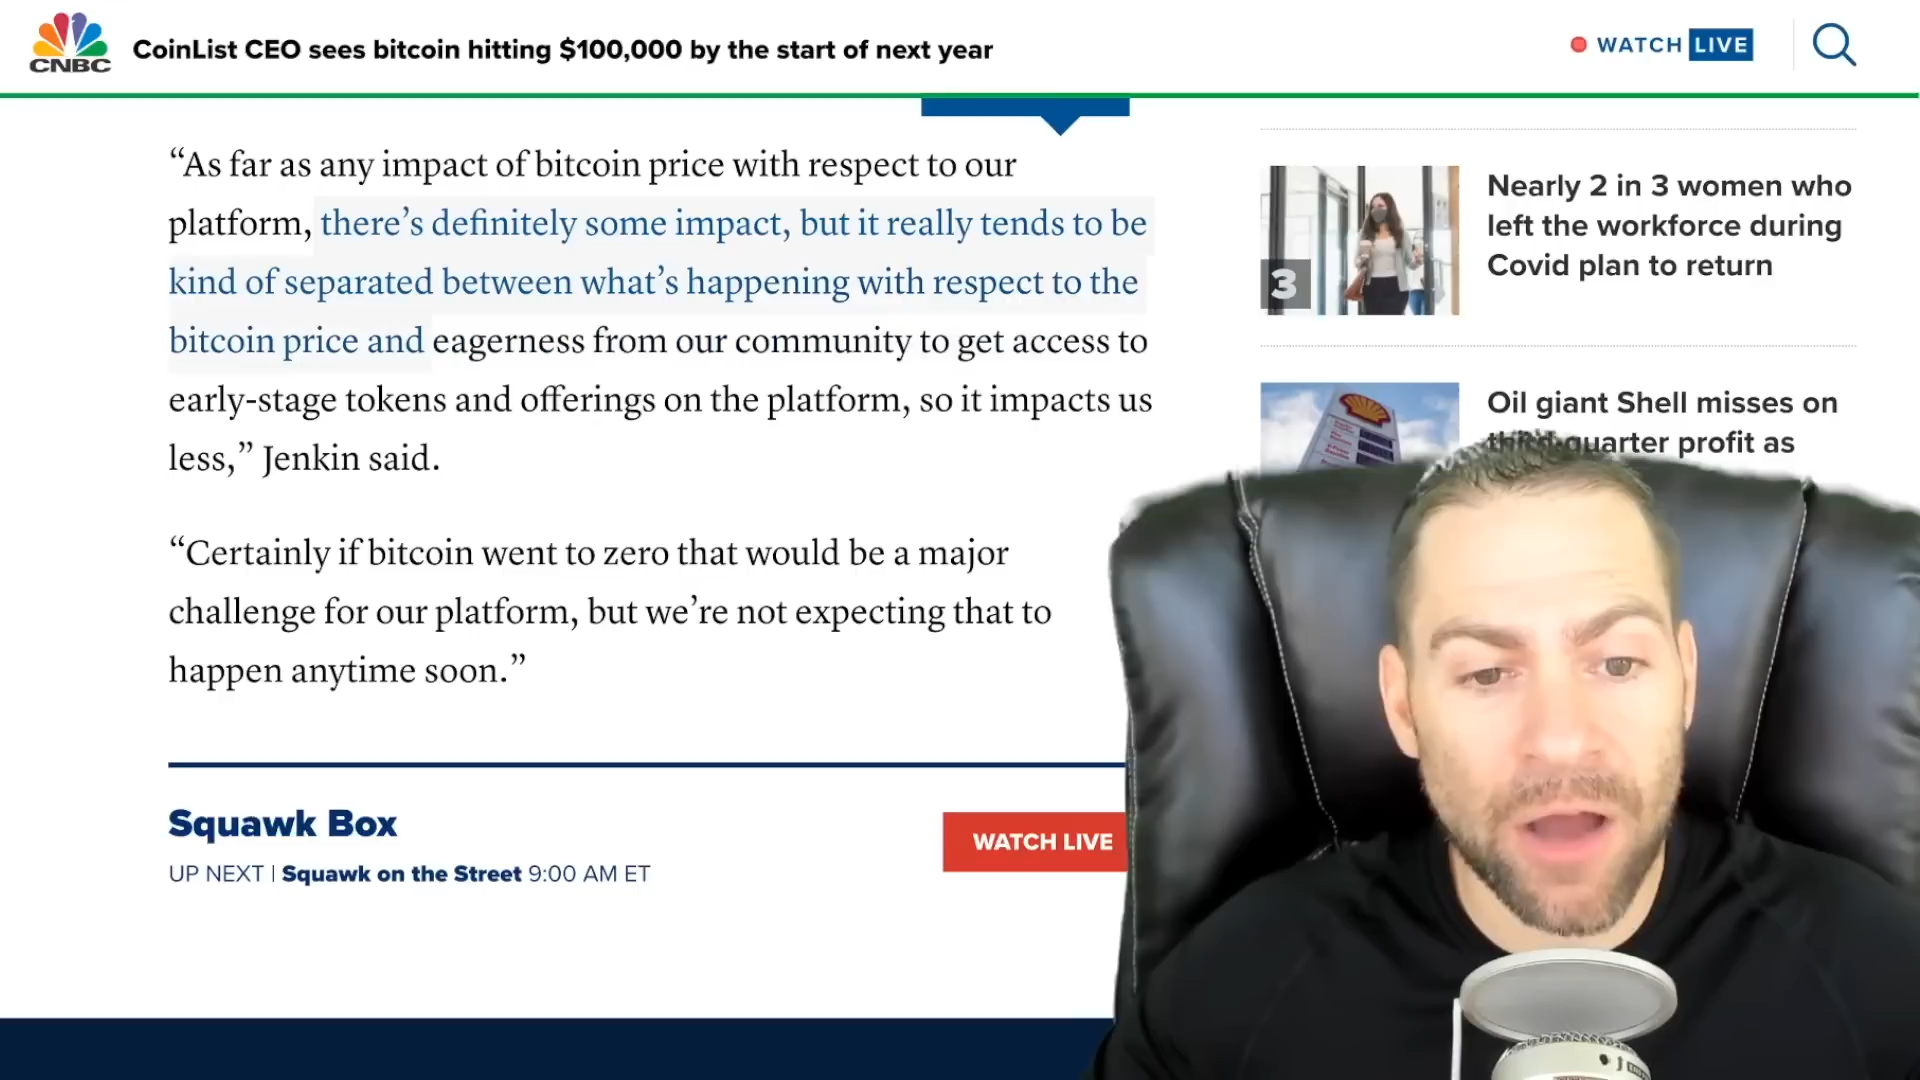 CNBC
CoinList CEO sees bitcoin hitting $100,000 by the start of next year
WATCH LIVE
“As far as any impact of bitcoin price with respect to our
platform, there’s definitely some impact, but it really tends to be
kind of separated between what’s happening with respect to the
bitcoin price and eagerness from our community to get access to
early-stage tokens and offerings on the platform, so it impacts us
less,” Jenkin said.
“Certainly if bitcoin went to zero that would be a major
challenge for our platform, but we’re not expecting that to
happen anytime soon.”
Squawk Box
UP NEXT | Squawk on the Street 9:00 AM ET
WATCH LIVE
3
Nearly 2 in 3 women who
left the workforce during
Covid plan to return
Oil giant Shell misses on
third-quarter profit as